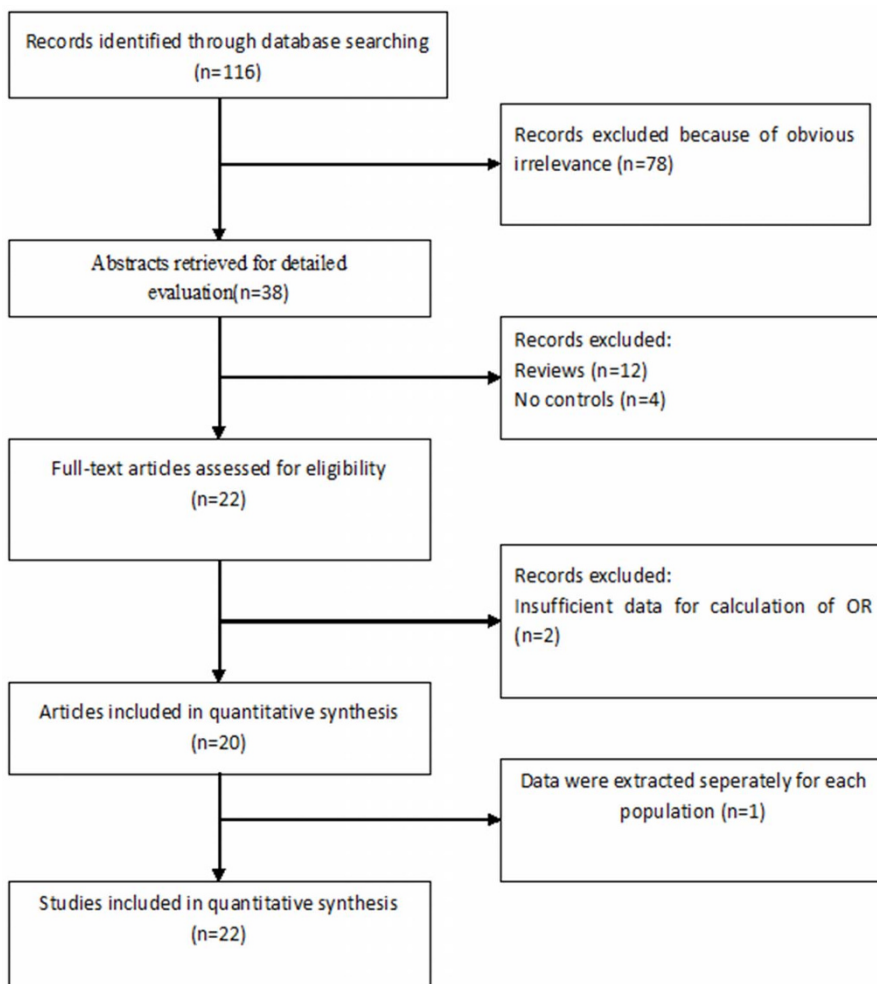 Records identified through database searching
(n=116)
Records excluded because of obvious
irrelevance (n=78)
Abstracts retrieved for detailed
evaluation(n=38)
Records excluded:
Reviews (n=12)
No controls (n=4)
Full-text articles assessed for eligibility
(n=22)
Records excluded:
Insufficient data for calculation of OR
(n=2)
Articles included in quantitative synthesis
(n=20)
Data were extracted seperately for each
population (n=1)
Studies included in quantitative synthesis
(n=22)